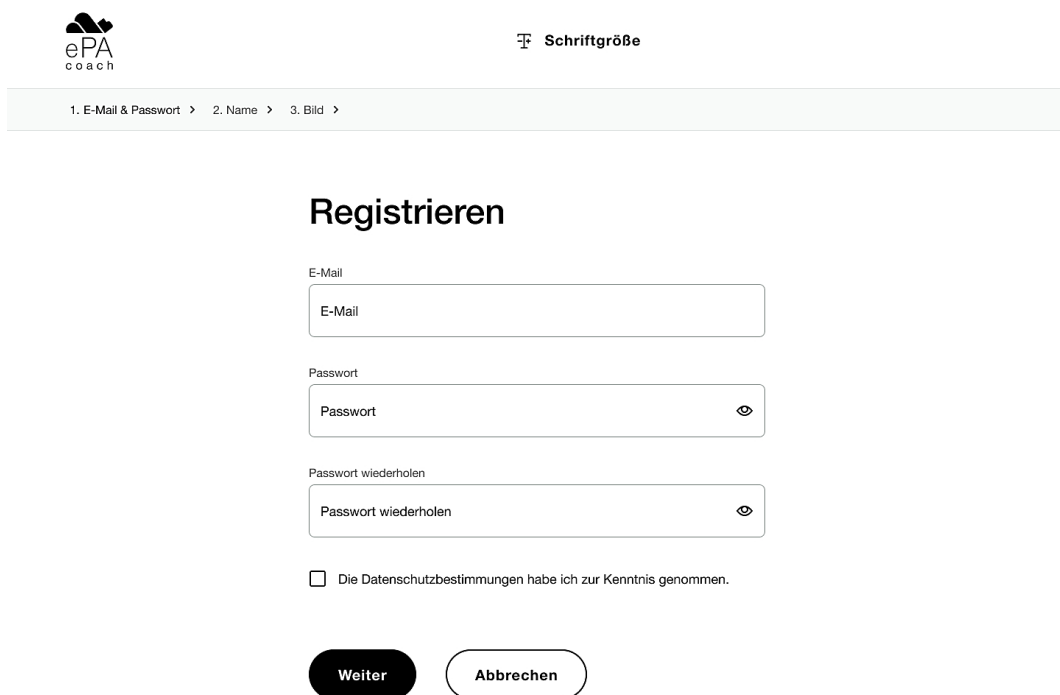 ePA
coach
Schriftgröße
1. E-Mail & Passwort > 2. Name > 3. Bild >
Registrieren
E-Mail
E-Mail
Passwort
Passwort
Passwort wiederholen
Passwort wiederholen
Die Datenschutzbestimmungen habe ich zur Kenntnis genommen.
Weiter Abbrechen